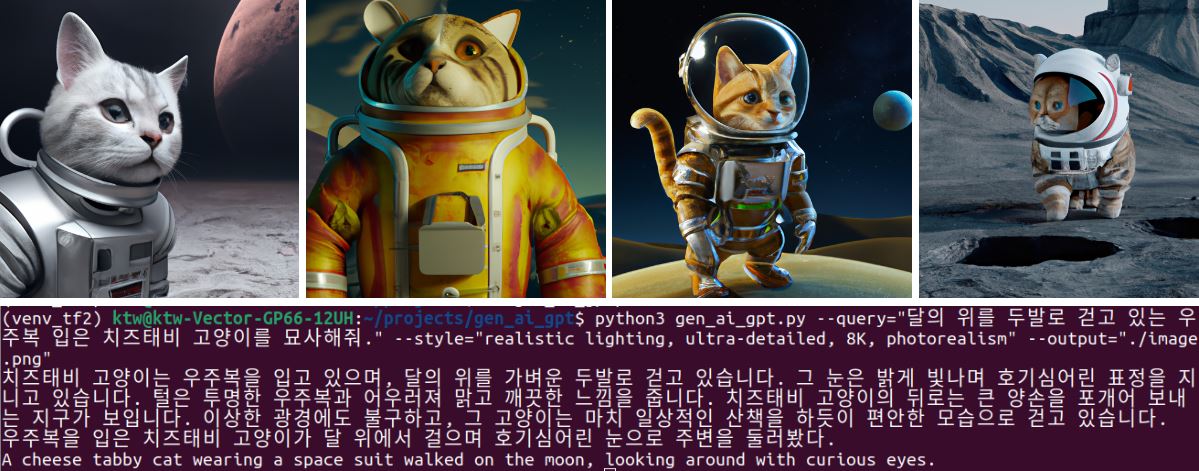 (venv_tf2) ktw@ktw-Vector-GP66-12UH:~/projects/gen_ai_gpt$ python3 gen_ai_gpt.py --query="달의 위를 두발로 걷고 있는 우
주복 입은 치즈태비 고양이를 묘사해줘." --style="realistic lighting, ultra-detailed, 8K, photorealism" --output="./image
.png"
치즈태비 고양이는 우주복을 입고 있으며, 달의 위를 가벼운 두발로 걷고 있습니다. 그 눈은 밝게 빛나며 호기심어린 표정을 지
니고 있습니다. 털은 투명한 우주복과 어우러져 맑고 깨끗한 느낌을 줍니다. 치즈태비 고양이의 뒤로는 큰 양손을 포개어 보내
는 지구가 보입니다. 이상한 광경에도 불구하고, 그 고양이는 마치 일상적인 산책을 하듯이 편안한 모습으로 걷고 있습니다.
우주복을 입은 치즈태비 고양이가 달 위에서 걸으며 호기심어린 눈으로 주변을 둘러봤다.
A cheese tabby cat wearing a space suit walked on the moon, looking around with curious eyes.